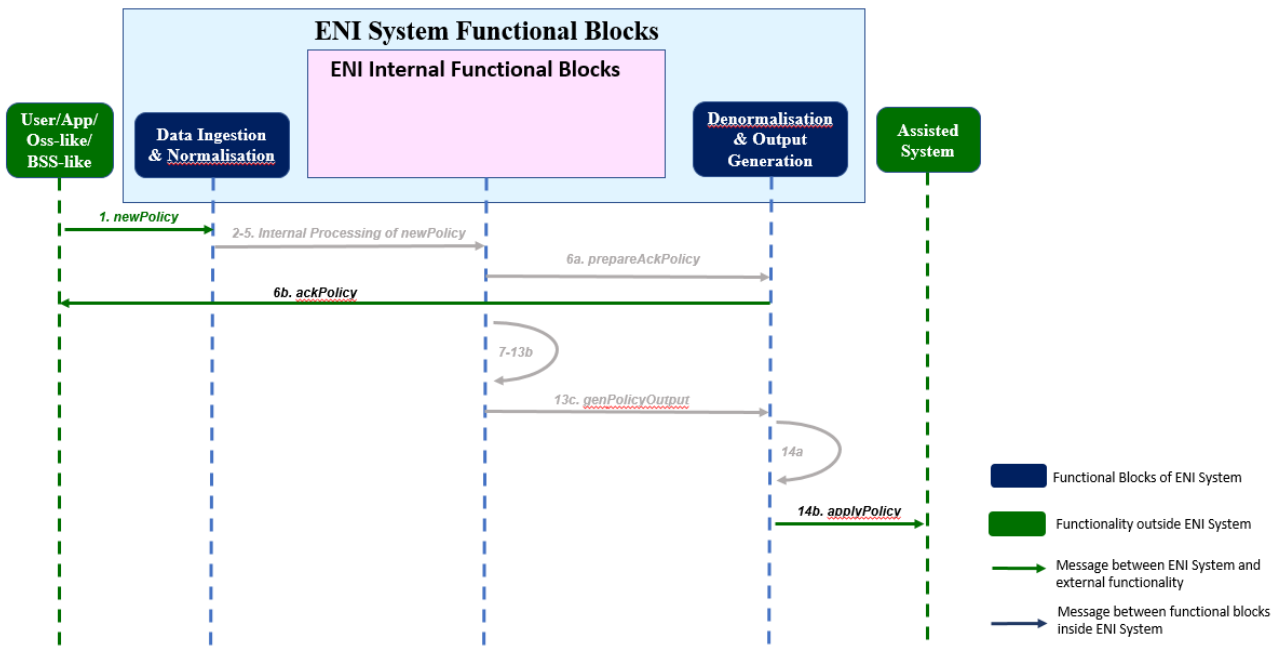 ENI System Functional Blocks
ENI Internal Functional Blocks
User/App/
Oss-like/
BSS-like
Data Ingestion
& Normalisation
Denormalisation
& Output
Generation
Assisted
System
1. newPolicy
2-5. Internal Processing of newPolicy
6a. prepareAckPolicy
6b. ackPolicy
7-13b
13c. genPolicyOutput
14a
14b. applyPolicy
Functional Blocks of ENI System
Functionality outside ENI System
Message between ENI System and
external functionality
Message between functional blocks
inside ENI System